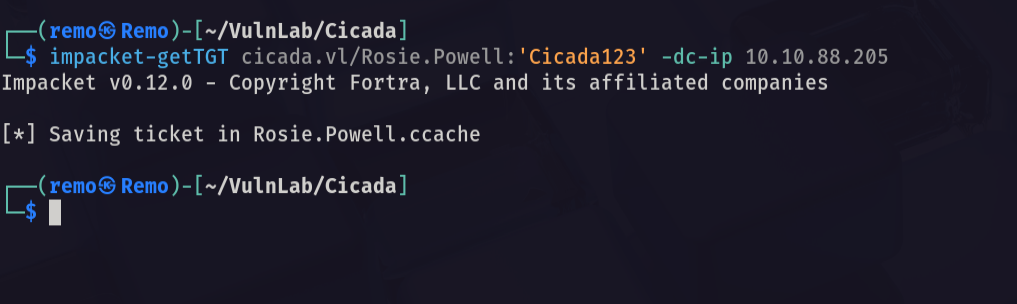 ┌──(remo㉿Remo)-[~/VulnLab/Cicada]
└─$ impacket-getTGT cicada.vl/Rosie.Powell:'Cicada123' -dc-ip 10.10.88.205
Impacket v0.12.0 - Copyright Fortra, LLC and its affiliated companies
[*] Saving ticket in Rosie.Powell.ccache
┌──(remo㉿Remo)-[~/VulnLab/Cicada]
└─$